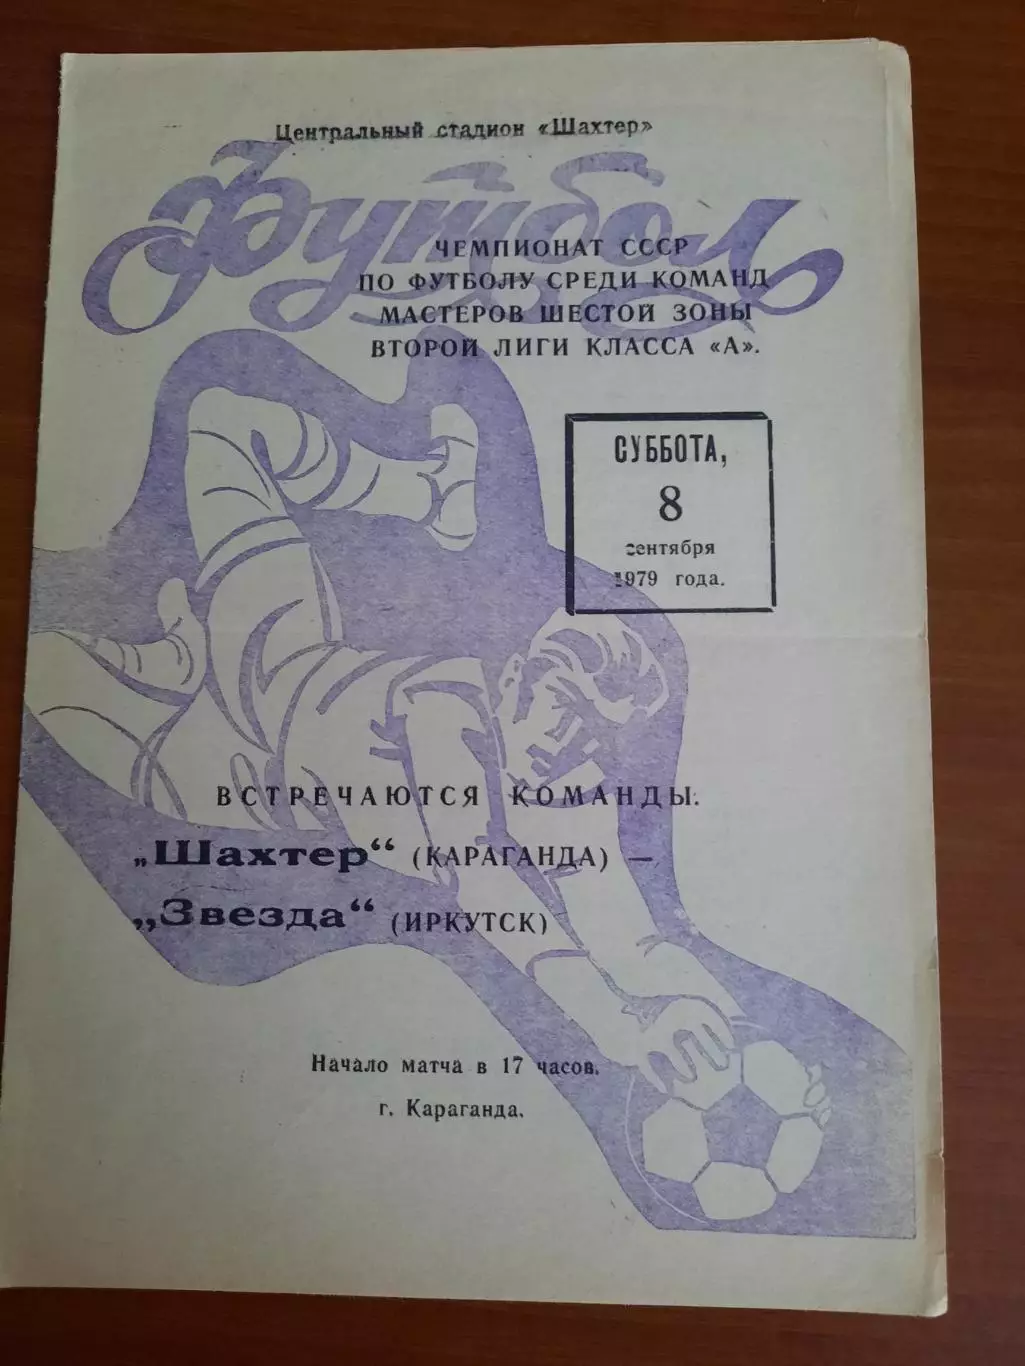 Центральный стадион «Шахтер»
Футбол
ЧЕМПИОНАТ СССР
ПО ФУТБОЛУ СРЕДИ КОМАНД
МАСТЕРОВ ШЕСТОЙ ЗОНЫ
ВТОРОЙ ЛИГИ КЛАССА «А».
СУББОТА,
8
сентября
1979 года.
ВСТРЕЧАЮТСЯ КОМАНДЫ:
„Шахтер“ (КАРАГАНДА) —
„Звезда“ (ИРКУТСК)
Начало матча в 17 часов.
г. Караганда.